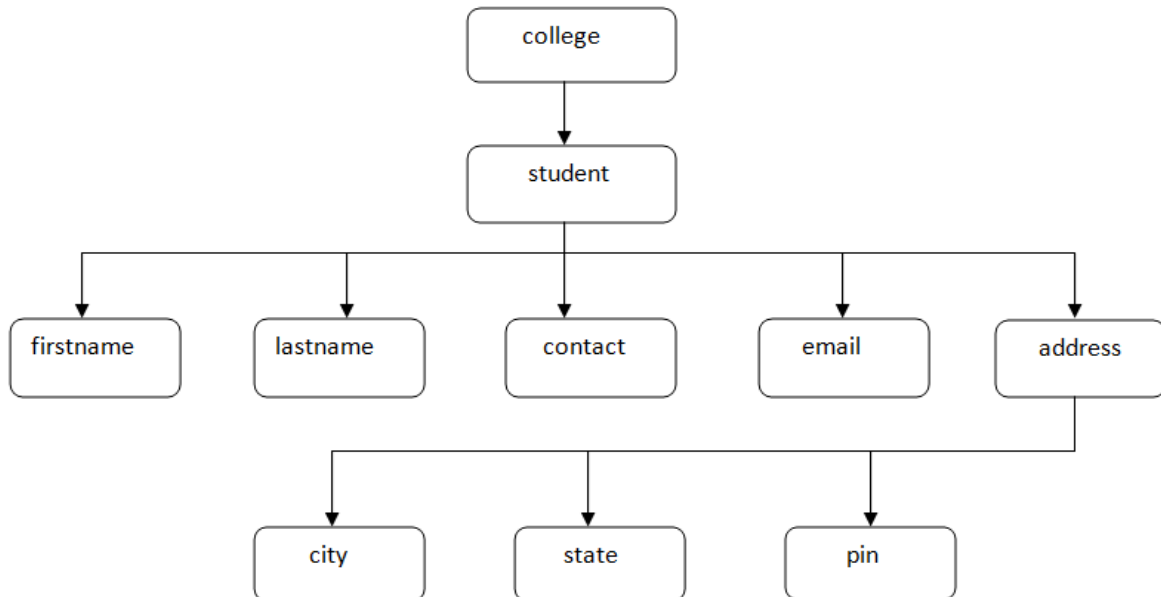 college
student
firstname
lastname
contact
email
address
city
state
pin